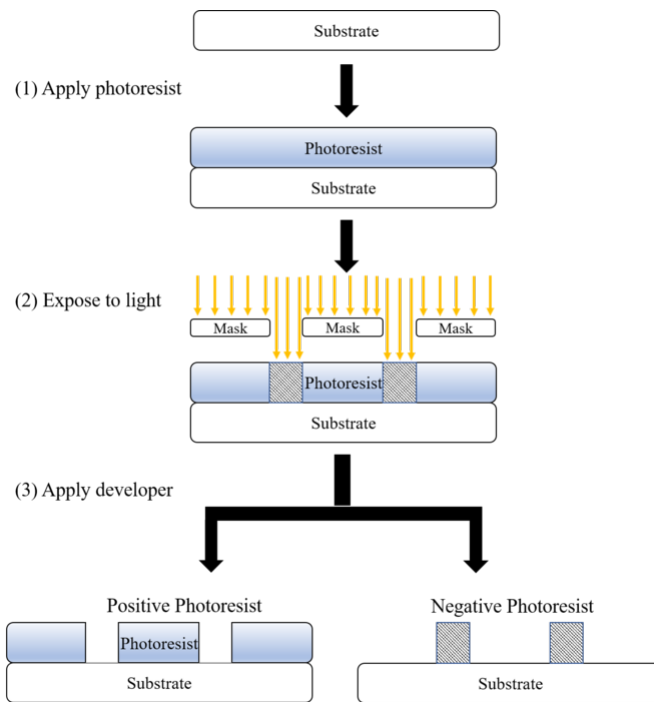 Substrate
(1) Apply photoresist
Photoresist
Substrate
(2) Expose to light
Mask Mask Mask
Photoresist
Substrate
(3) Apply developer
Positive Photoresist
Photoresist
Substrate
Negative Photoresist
Substrate